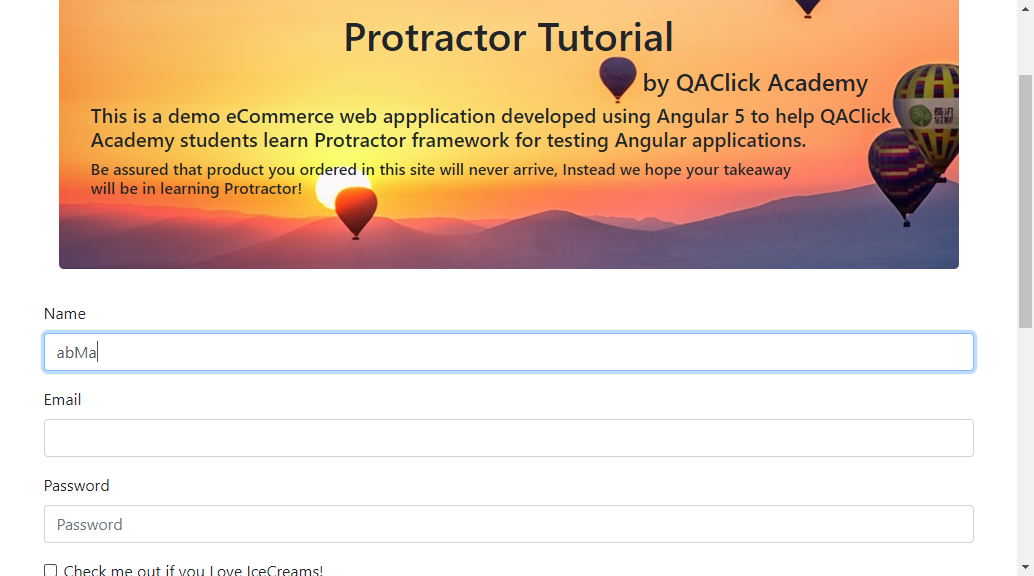 Protractor Tutorial
by QAClick Academy
This is a demo eCommerce web appplication developed using Angular 5 to help QAClick
Academy students learn Protractor framework for testing Angular applications.
Be assured that product you ordered in this site will never arrive, Instead we hope your takeaway
will be in learning Protractor!
Name
abMa
Email
Password
Password
Check me out if you Love IceCreams!